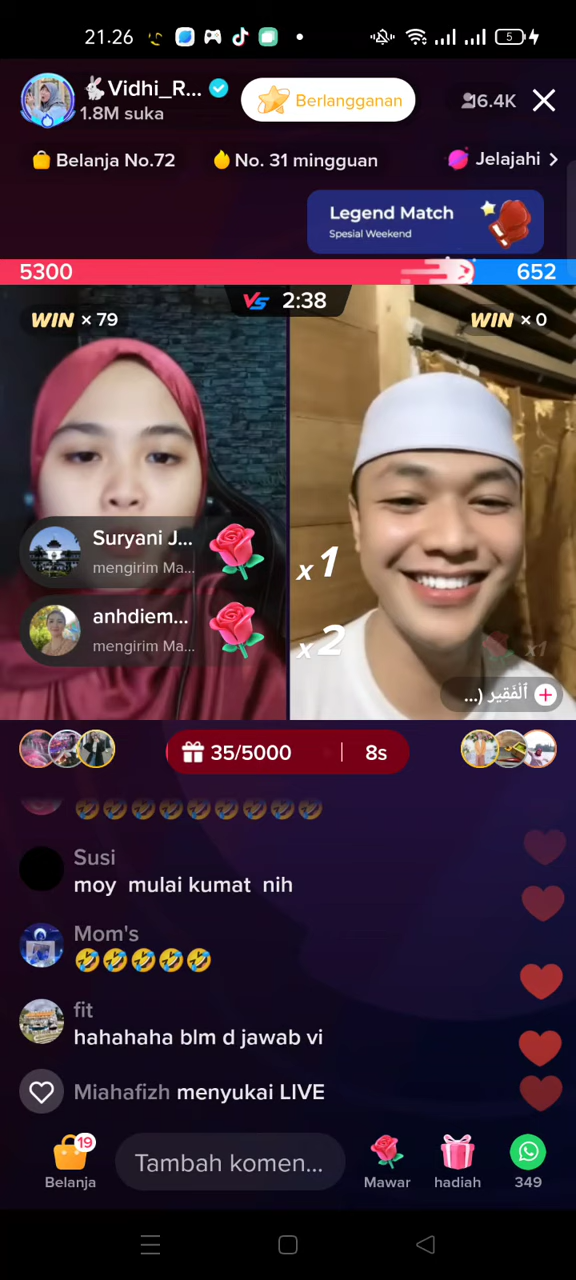 21.26
5
Vidhi_R...
1.8M suka
Berlangganan
16.4K
Belanja No.72
No. 31 mingguan
Jelajahi >
Legend Match
Spesial Weekend
5300
652
VS 2:38
WIN × 79
WIN × 0
Suryani J...
mengirim Ma...
x1
anhdiem...
mengirim Ma...
x2
x1
الْفَقِير (...
35/5000 | 8s
Susi
moy mulai kumat nih
Mom's
🤣🤣🤣🤣🤣
fit
hahahaha blm d jawab vi
Miahafizh menyukai LIVE
19
Belanja
Tambah komen...
Mawar
hadiah
349